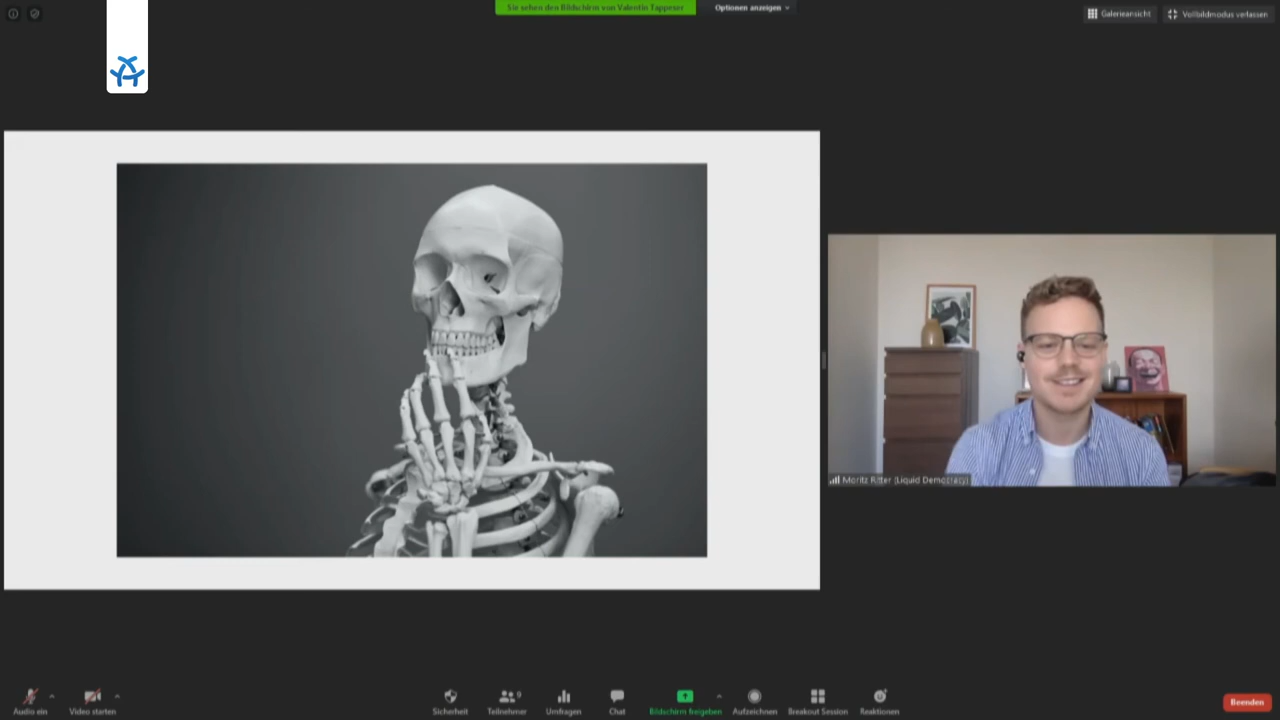 Sie sehen den Bildschirm von Valentin Tappeser
Optionen anzeigen
Galerieansicht
Vollbildmodus verlassen
Moritz Ritter (Liquid Democracy)
Audio ein
Video starten
Sicherheit
9
Teilnehmer
Umfragen
Chat
Bildschirm freigeben
Aufzeichnen
Breakout Session
Reaktionen
Beenden